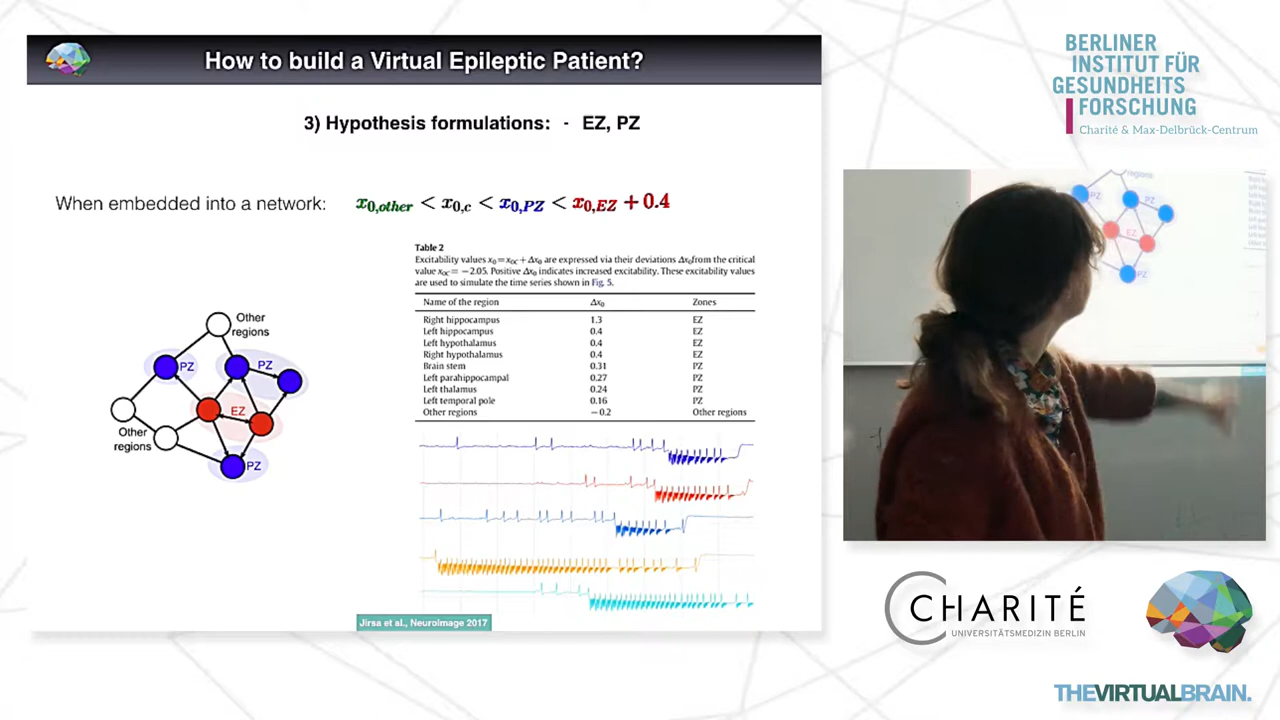 How to build a Virtual Epileptic Patient?
3) Hypothesis formulations: - EZ, PZ
When embedded into a network: x0,other < x0,c < x0,PZ < x0,EZ + 0.4
Table 2
Excitability values x0=x0C+Δx0 are expressed via their deviations Δx0from the critical
value x0C= −2.05. Positive Δx0 indicates increased excitability. These excitability values
are used to simulate the time series shown in Fig. 5.
Name of the region Δx0 Zones
Right hippocampus 1.3 EZ
Left hippocampus 0.4 EZ
Left hypothalamus 0.4 EZ
Right hypothalamus 0.4 EZ
Brain stem 0.31 PZ
Left parahippocampal 0.27 PZ
Left thalamus 0.24 PZ
Left temporal pole 0.16 PZ
Other regions −0.2 Other regions
Other
regions
PZ
PZ
EZ
Other
regions
PZ
Jirsa et al., NeuroImage 2017
BERLINER
INSTITUT FÜR
GESUNDHEITS
FORSCHUNG
Charité & Max-Delbrück-Centrum
regions
PZ
PZ
EZ
PZ
CHARITÉ
UNIVERSITÄTSMEDIZIN BERLIN
THEVIRTUALBRAIN.